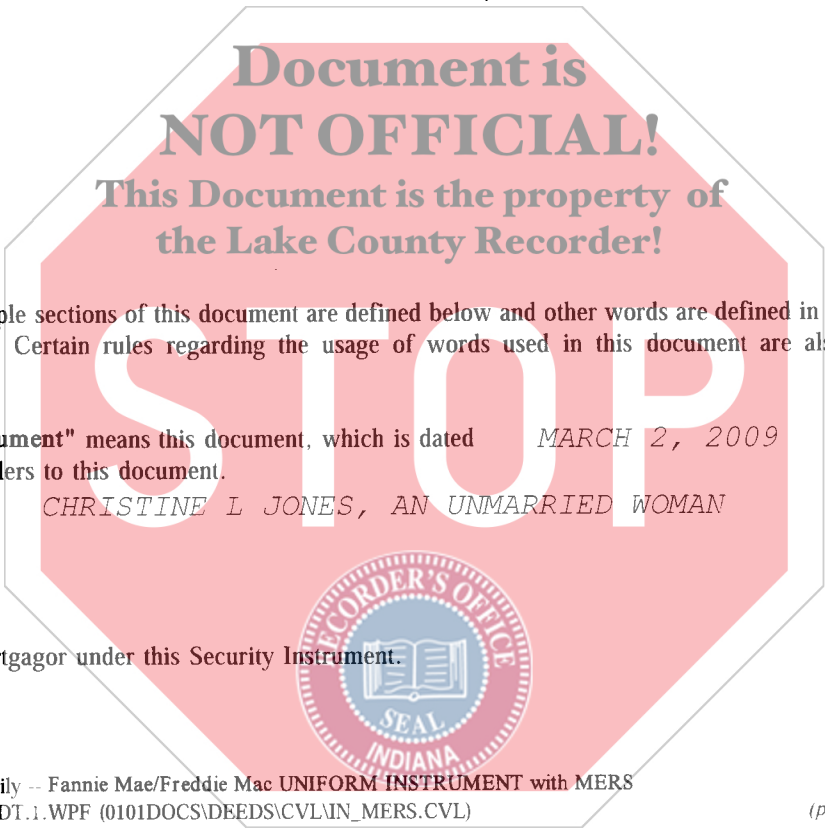 Document is
NOT OFFICIAL!
This Document is the property of
the Lake County Recorder!
ple sections of this document are defined below and other words are defined in
Certain rules regarding the usage of words used in this document are als
ument" means this document, which is dated MARCH 2, 2009
ders to this document.
CHRISTINE L JONES, AN UNMARRIED WOMAN
STOP
RECORDER'S OFFICE
tgagor under this Security Instrument.
SEAL
INDIANA
ily -- Fannie Mae/Freddie Mac UNIFORM INSTRUMENT with MERS
DT.1.WPF (0101DOCS\DEEDS\CVL\IN_MERS.CVL) (p